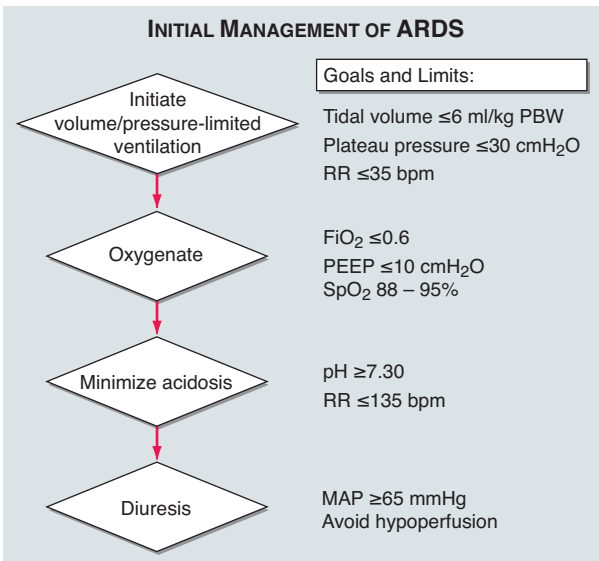 INITIAL MANAGEMENT OF ARDS
Goals and Limits:
Initiate
volume/pressure-limited
ventilation
Tidal volume ≤6 ml/kg PBW
Plateau pressure ≤30 cmH2O
RR ≤35 bpm
Oxygenate
FiO2 ≤0.6
PEEP ≤10 cmH2O
SpO2 88 – 95%
Minimize acidosis
pH ≥7.30
RR ≤135 bpm
Diuresis
MAP ≥65 mmHg
Avoid hypoperfusion